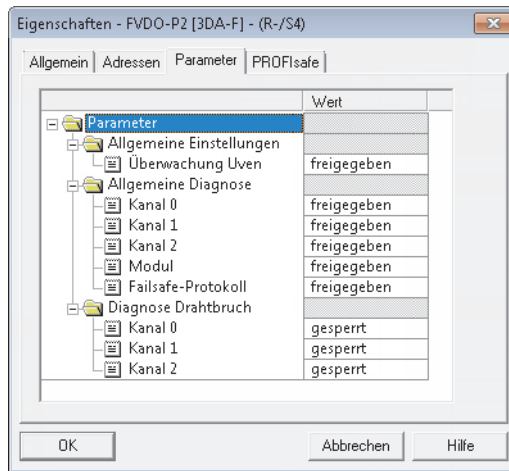 Eigenschaften - FVDO-P2 [3DA-F] - (R-/S4)
Allgemein Adressen Parameter PROFIsafe
Wert
Parameter
Allgemeine Einstellungen
Überwachung Uven freigegeben
Allgemeine Diagnose
Kanal 0 freigegeben
Kanal 1 freigegeben
Kanal 2 freigegeben
Modul freigegeben
Failsafe-Protokoll freigegeben
Diagnose Drahtbruch
Kanal 0 gesperrt
Kanal 1 gesperrt
Kanal 2 gesperrt
OK Abbrechen Hilfe